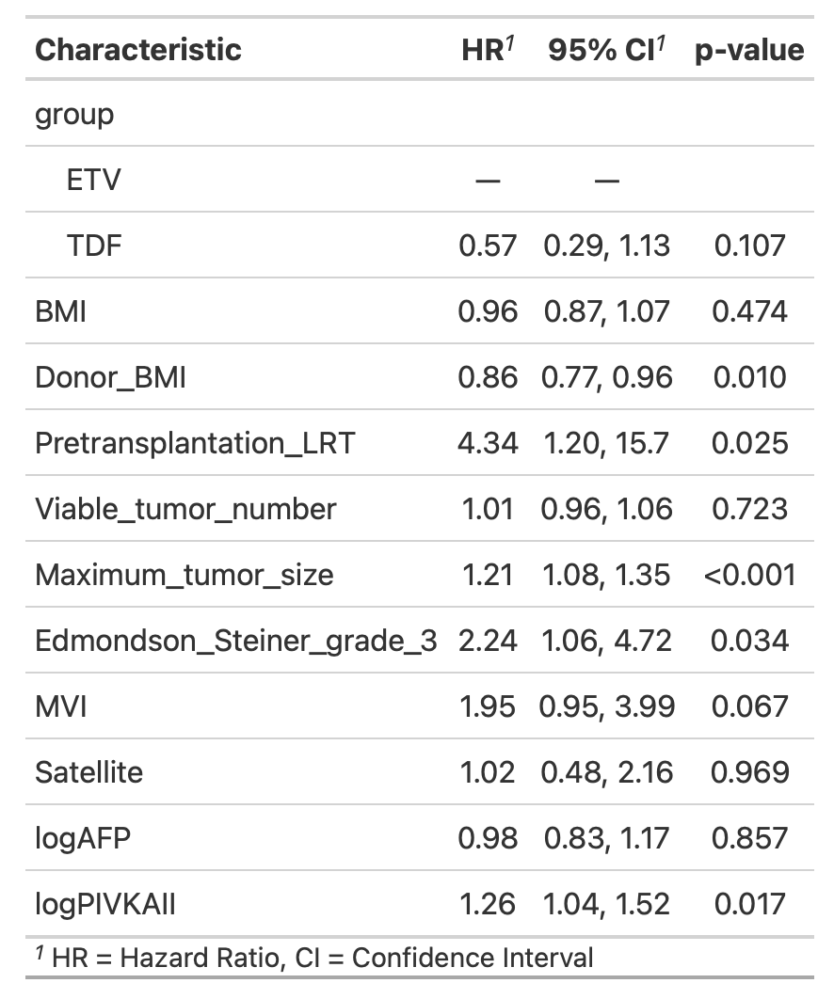 Characteristic HR1 95% CI1 p-value
group
ETV — —
TDF 0.57 0.29, 1.13 0.107
BMI 0.96 0.87, 1.07 0.474
Donor_BMI 0.86 0.77, 0.96 0.010
Pretransplantation_LRT 4.34 1.20, 15.7 0.025
Viable_tumor_number 1.01 0.96, 1.06 0.723
Maximum_tumor_size 1.21 1.08, 1.35 <0.001
Edmondson_Steiner_grade_3 2.24 1.06, 4.72 0.034
MVI 1.95 0.95, 3.99 0.067
Satellite 1.02 0.48, 2.16 0.969
logAFP 0.98 0.83, 1.17 0.857
logPIVKAII 1.26 1.04, 1.52 0.017
1 HR = Hazard Ratio, CI = Confidence Interval